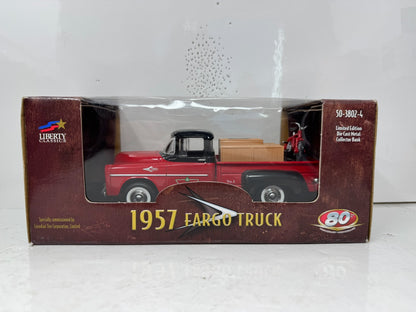 LIBERTY
CLASSICS
50-3802-4
Limited Edition
Die Cast Metal
Collector Bank
1957 FARGO TRUCK
Specially commissioned by
Canadian Tire Corporation, Limited
80